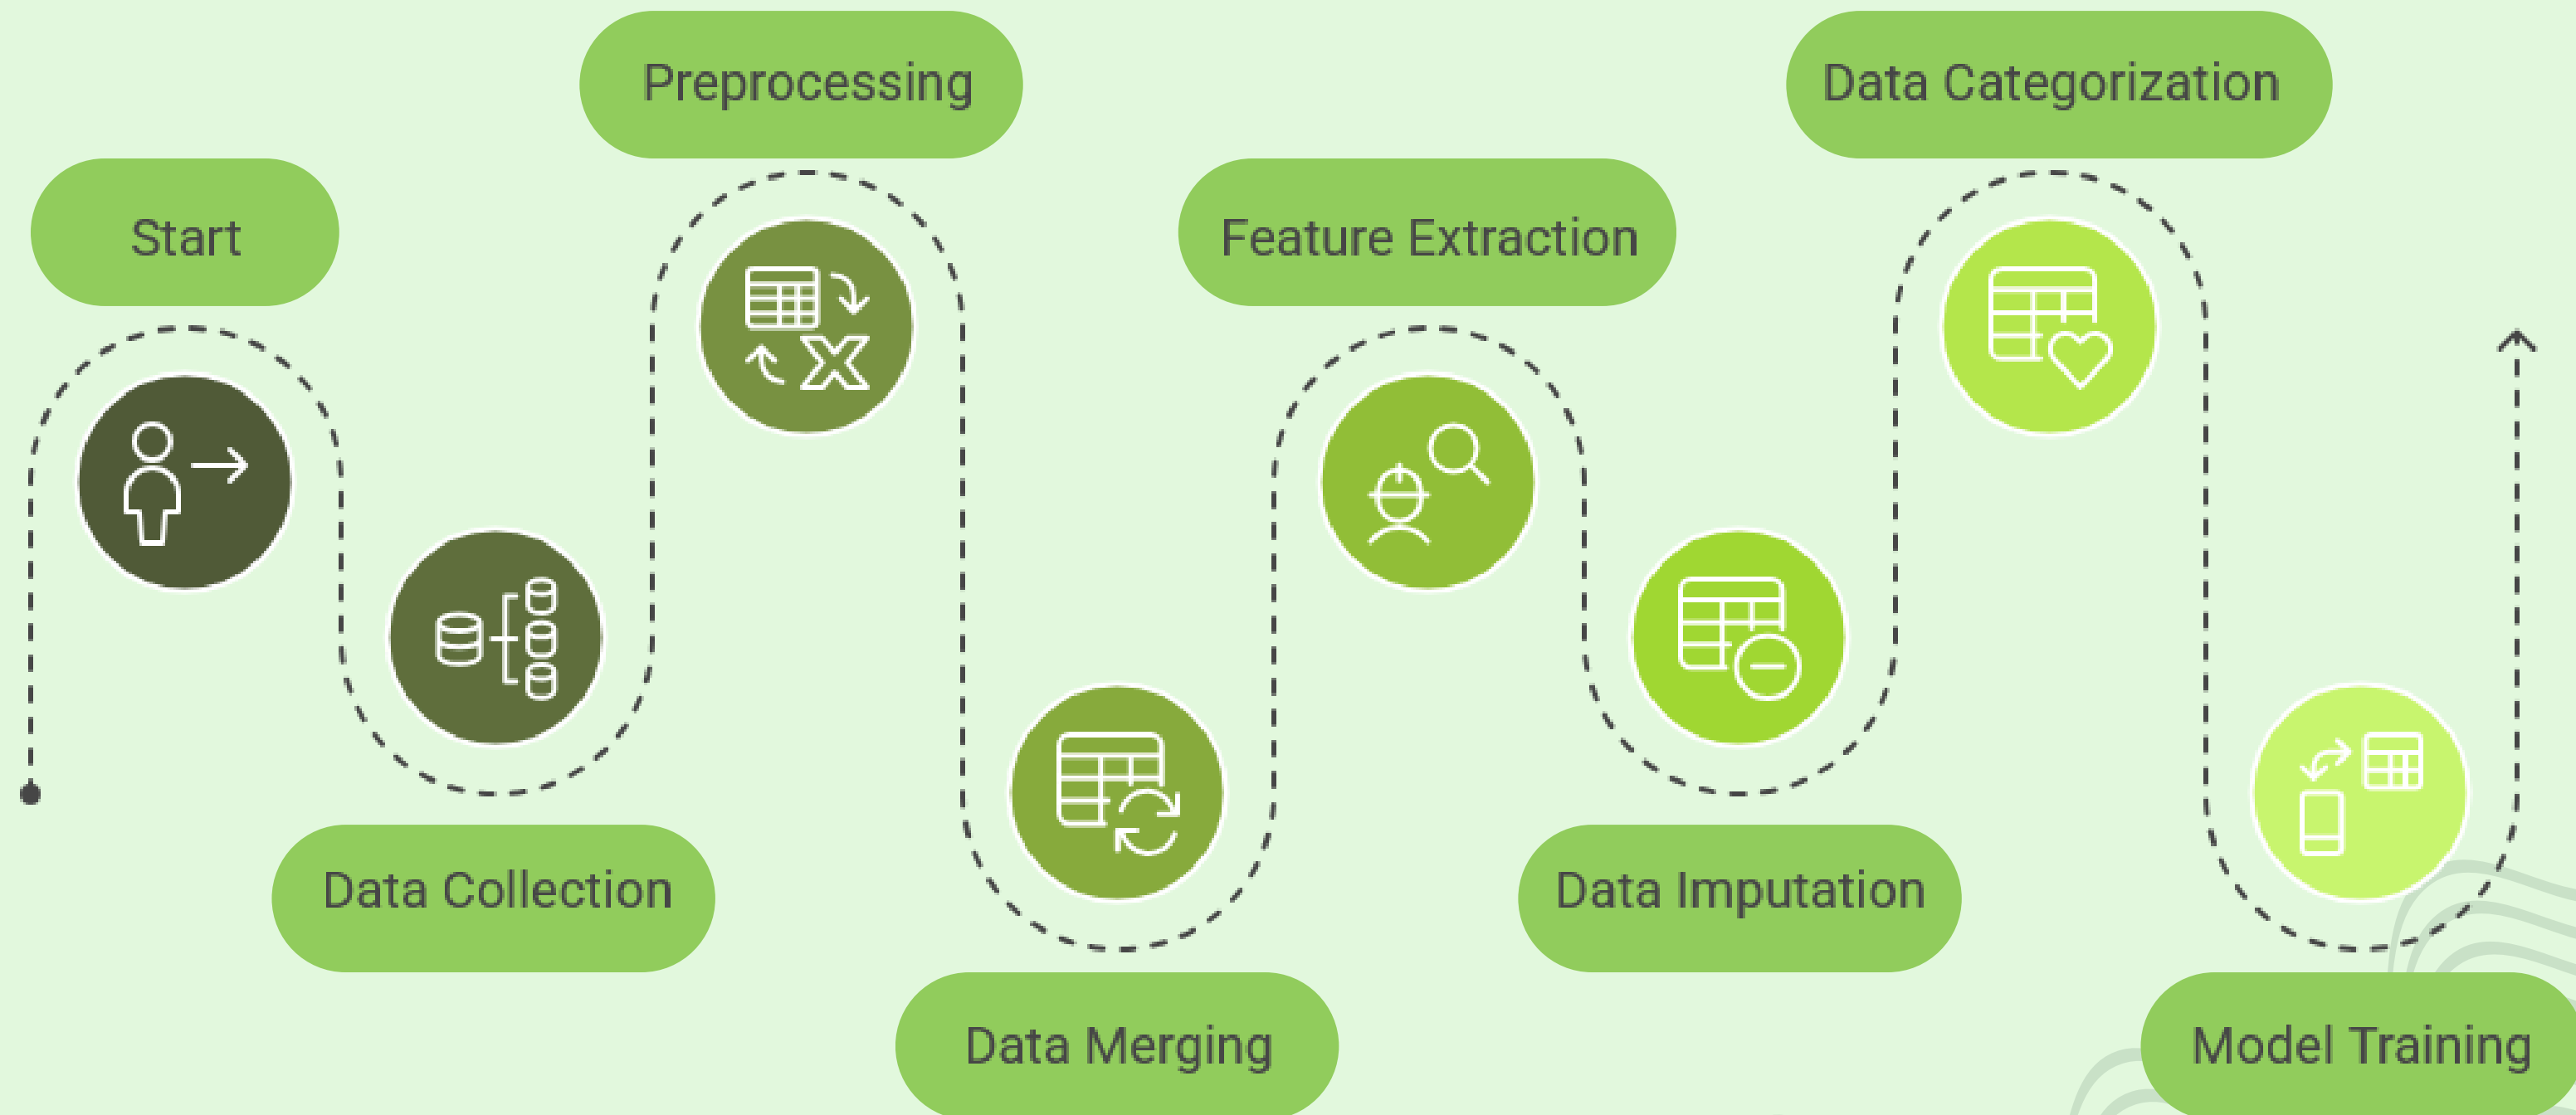 Start
Data Collection
Preprocessing
Data Merging
Feature Extraction
Data Imputation
Data Categorization
Model Training